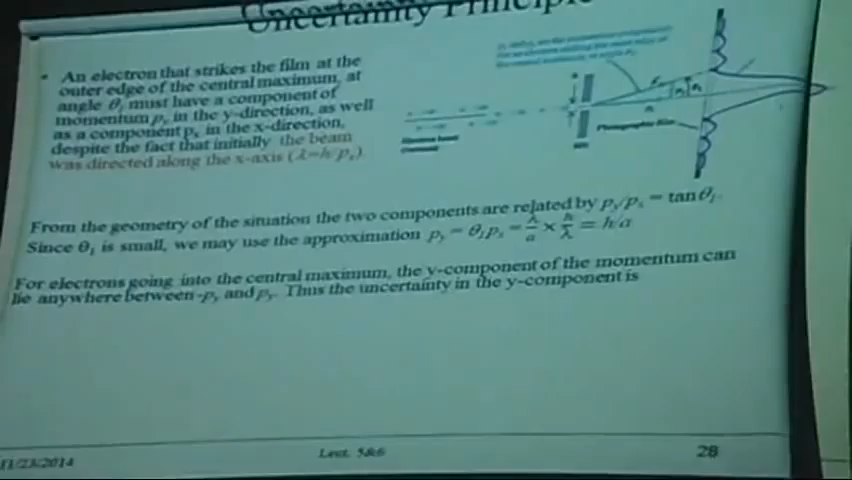 Uncertainty Principle
• An electron that strikes the film at the
outer edge of the central maximum, at
angle θ₁ must have a component of
momentum pᵧ in the y-direction, as well
as a component pₓ in the x-direction,
despite the fact that initially the beam
was directed along the x-axis (λ=h/pₓ)
Photographic film
From the geometry of the situation the two components are related by pᵧ/pₓ = tanθ₁.
Since θ₁ is small, we may use the approximation pᵧ = θ₁pₓ = λ/a × h/λ = h/a
For electrons going into the central maximum, the y-component of the momentum can
lie anywhere between -pᵧ and pᵧ. Thus the uncertainty in the y-component is
11/23/2014
Lect. 5&6
28